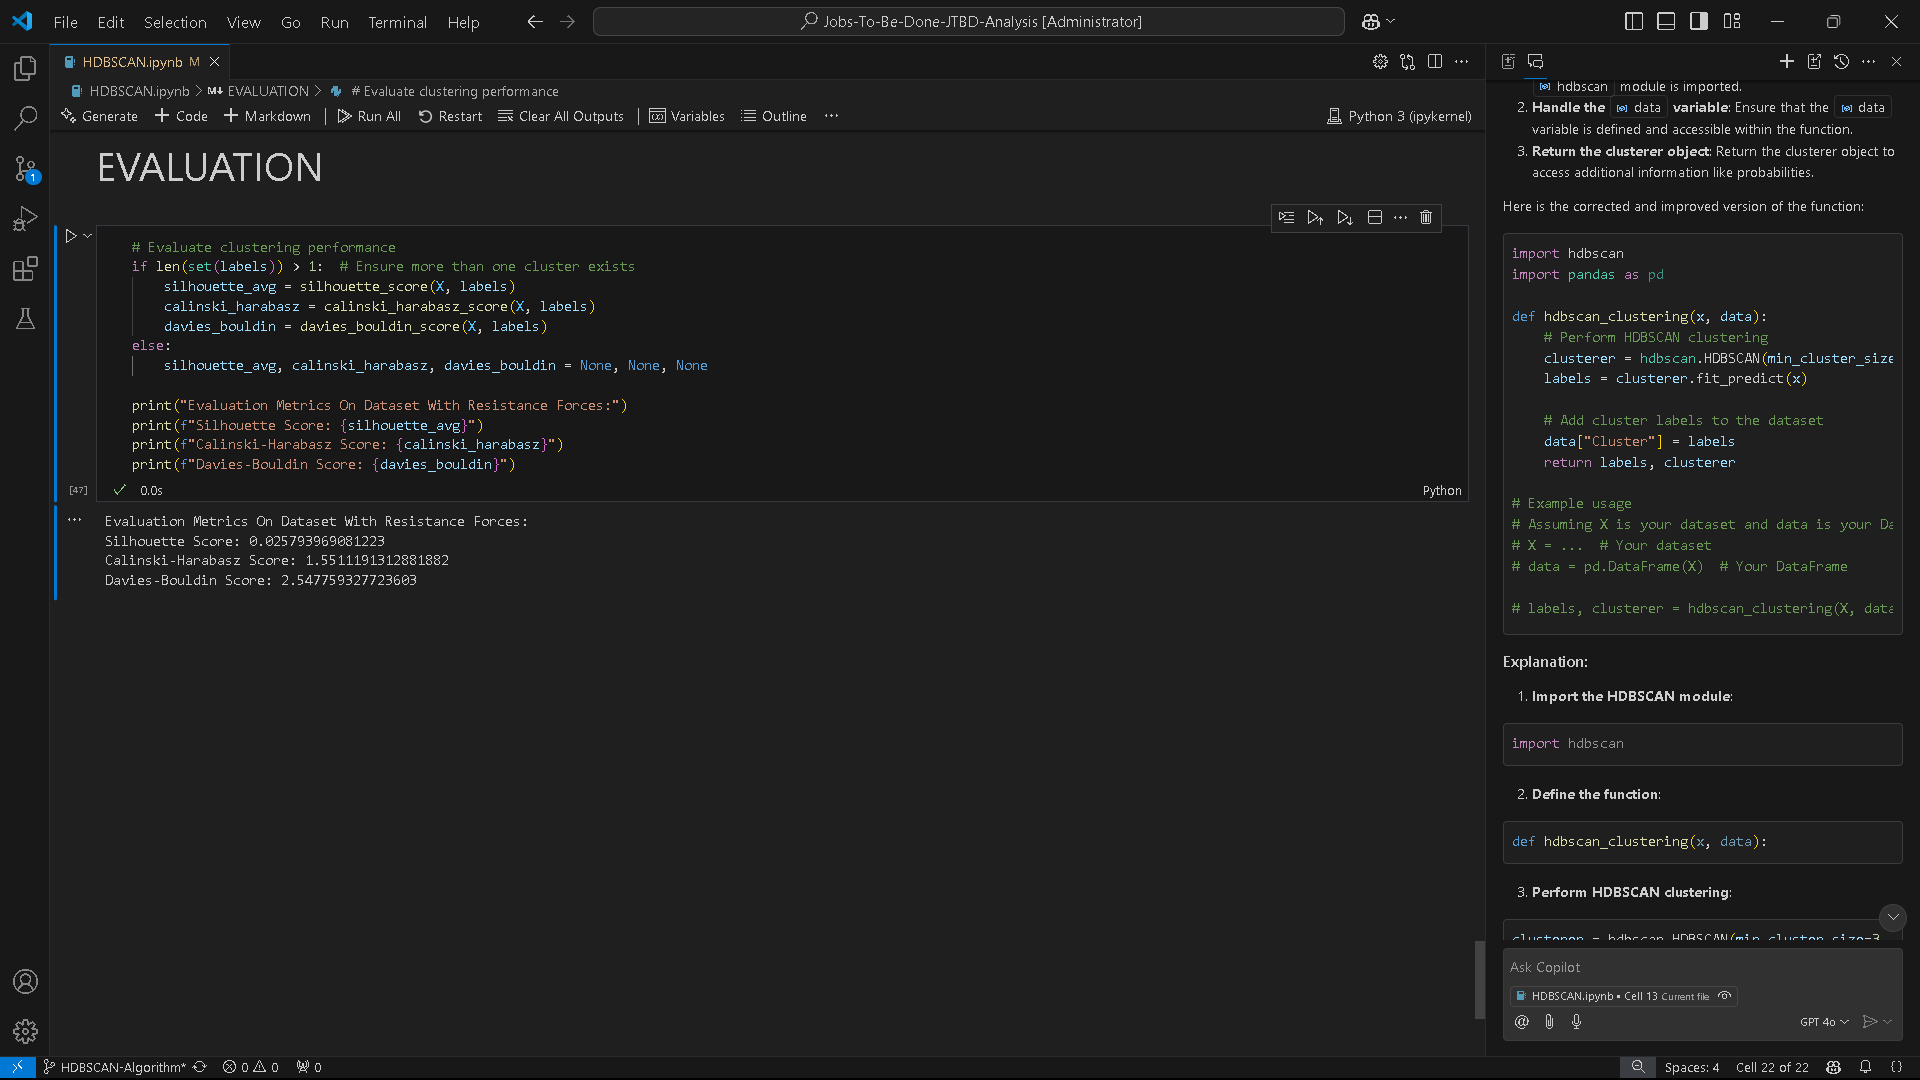 File Edit Selection View Go Run Terminal Help
Jobs-To-Be-Done-JTBD-Analysis [Administrator]
HDBSCAN.ipynb M
HDBSCAN.ipynb > M↓ EVALUATION > # Evaluate clustering performance
Generate + Code + Markdown | Run All Restart Clear All Outputs | Variables Outline ...
Python 3 (ipykernel)
EVALUATION
# Evaluate clustering performance
if len(set(labels)) > 1:  # Ensure more than one cluster exists
    silhouette_avg = silhouette_score(X, labels)
    calinski_harabasz = calinski_harabasz_score(X, labels)
    davies_bouldin = davies_bouldin_score(X, labels)
else:
    silhouette_avg, calinski_harabasz, davies_bouldin = None, None, None
print("Evaluation Metrics On Dataset With Resistance Forces:")
print(f"Silhouette Score: {silhouette_avg}")
print(f"Calinski-Harabasz Score: {calinski_harabasz}")
print(f"Davies-Bouldin Score: {davies_bouldin}")
[47] 0.0s
Python
Evaluation Metrics On Dataset With Resistance Forces:
Silhouette Score: 0.025793969081223
Calinski-Harabasz Score: 1.5511191312881882
Davies-Bouldin Score: 2.547759327723603
hdbscan module is imported.
2. Handle the data variable: Ensure that the data
variable is defined and accessible within the function.
3. Return the clusterer object: Return the clusterer object to
access additional information like probabilities.
Here is the corrected and improved version of the function:
import hdbscan
import pandas as pd
def hdbscan_clustering(x, data):
    # Perform HDBSCAN clustering
    clusterer = hdbscan.HDBSCAN(min_cluster_size
    labels = clusterer.fit_predict(x)
    # Add cluster labels to the dataset
    data["Cluster"] = labels
    return labels, clusterer
# Example usage
# Assuming X is your dataset and data is your Da
# X = ...  # Your dataset
# data = pd.DataFrame(X)  # Your DataFrame
# labels, clusterer = hdbscan_clustering(X, data
Explanation:
1. Import the HDBSCAN module:
import hdbscan
2. Define the function:
def hdbscan_clustering(x, data):
3. Perform HDBSCAN clustering:
clusterer = hdbscan.HDBSCAN(min_cluster_size=3,
Ask Copilot
HDBSCAN.ipynb • Cell 13 Current file
GPT 4o
1
HDBSCAN-Algorithm* 0 0 0
Spaces: 4 Cell 22 of 22